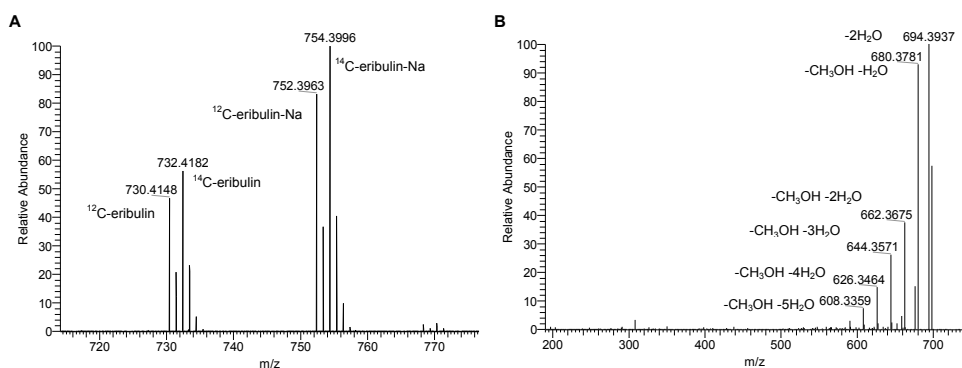 A
754.3996
100
¹⁴C-eribulin-Na
90
752.3963
80
¹²C-eribulin-Na
70
Relative Abundance
60
732.4182
50
730.4148
¹⁴C-eribulin
40
¹²C-eribulin
30
20
10
0
720 730 740 750 760 770
m/z
B
-2H₂O 694.3937
100
680.3781
-CH₃OH -H₂O
90
80
70
Relative Abundance
60
50
-CH₃OH -2H₂O
40
662.3675
-CH₃OH -3H₂O
30
644.3571
20
-CH₃OH -4H₂O 626.3464
10
-CH₃OH -5H₂O 608.3359
0
200 300 400 500 600 700
m/z